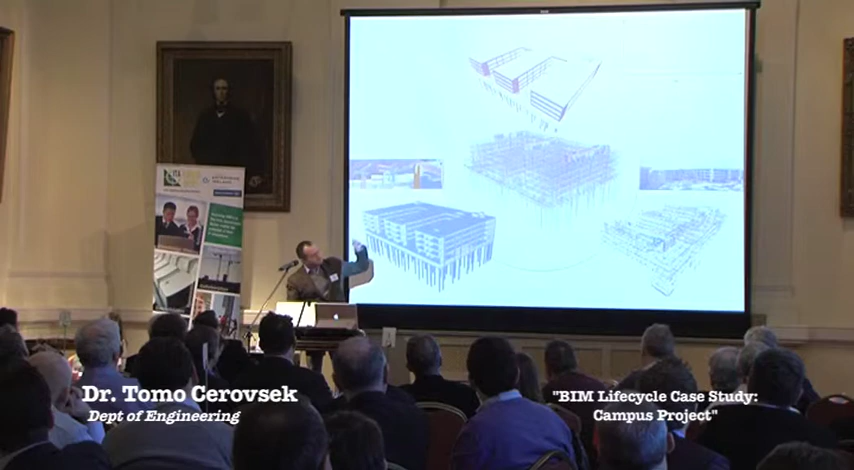 Dr. Tomo Cerovsek
Dept of Engineering
"BIM Lifecycle Case Study:
Campus Project"